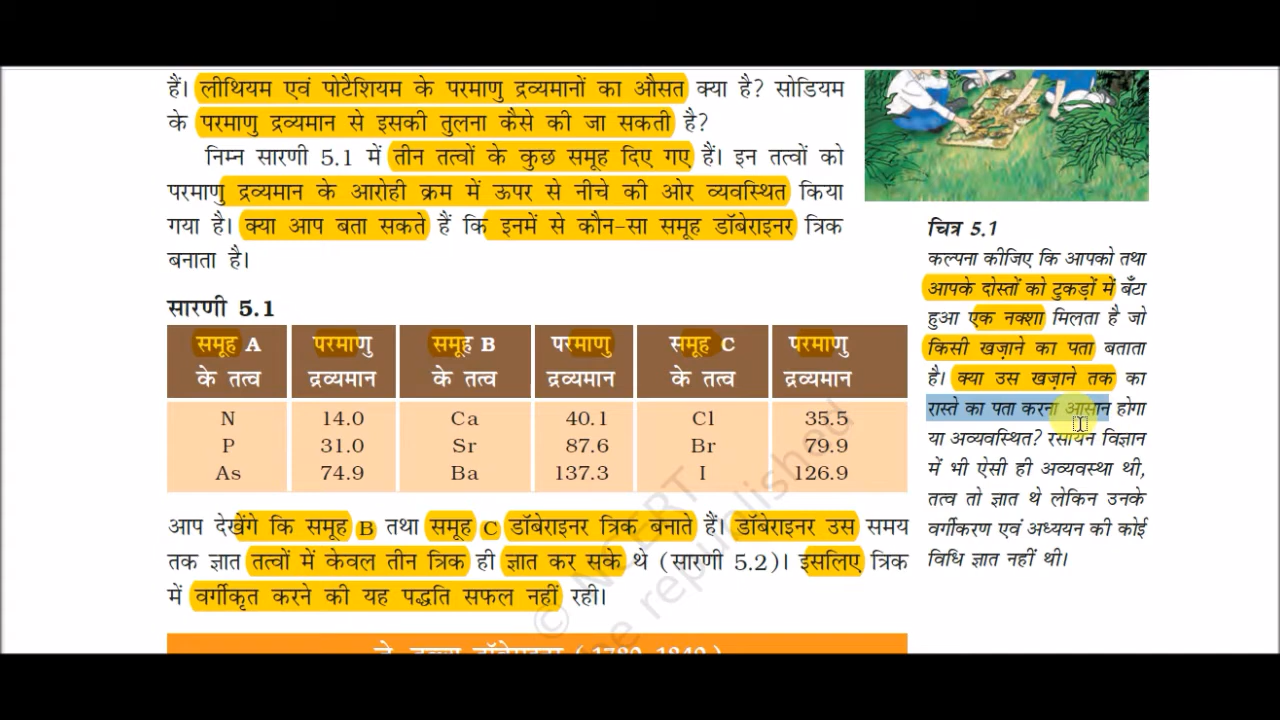 हैं। लीथियम एवं पोटैशियम के परमाणु द्रव्यमानों का औसत क्या है? सोडियम
के परमाणु द्रव्यमान से इसकी तुलना कैसे की जा सकती है?
निम्न सारणी 5.1 में तीन तत्वों के कुछ समूह दिए गए हैं। इन तत्वों को
परमाणु द्रव्यमान के आरोही क्रम में ऊपर से नीचे की ओर व्यवस्थित किया
गया है। क्या आप बता सकते हैं कि इनमें से कौन-सा समूह डॉबेराइनर त्रिक
बनाता है।
सारणी 5.1
समूह A परमाणु समूह B परमाणु समूह C परमाणु
के तत्व द्रव्यमान के तत्व द्रव्यमान के तत्व द्रव्यमान
N 14.0 Ca 40.1 Cl 35.5
P 31.0 Sr 87.6 Br 79.9
As 74.9 Ba 137.3 I 126.9
आप देखेंगे कि समूह B तथा समूह C डॉबेराइनर त्रिक बनाते हैं। डॉबेराइनर उस समय
तक ज्ञात तत्वों में केवल तीन त्रिक ही ज्ञात कर सके थे (सारणी 5.2)। इसलिए त्रिक
में वर्गीकृत करने की यह पद्धति सफल नहीं रही।
चित्र 5.1
कल्पना कीजिए कि आपको तथा
आपके दोस्तों को टुकड़ों में बँटा
हुआ एक नक्शा मिलता है जो
किसी खज़ाने का पता बताता
है। क्या उस खज़ाने तक का
रास्ते का पता करना आसान होगा
या अव्यवस्थित? रसायन विज्ञान
में भी ऐसी ही अव्यवस्था थी,
तत्व तो ज्ञात थे लेकिन उनके
वर्गीकरण एवं अध्ययन की कोई
विधि ज्ञात नहीं थी।
© NCERT
be republished